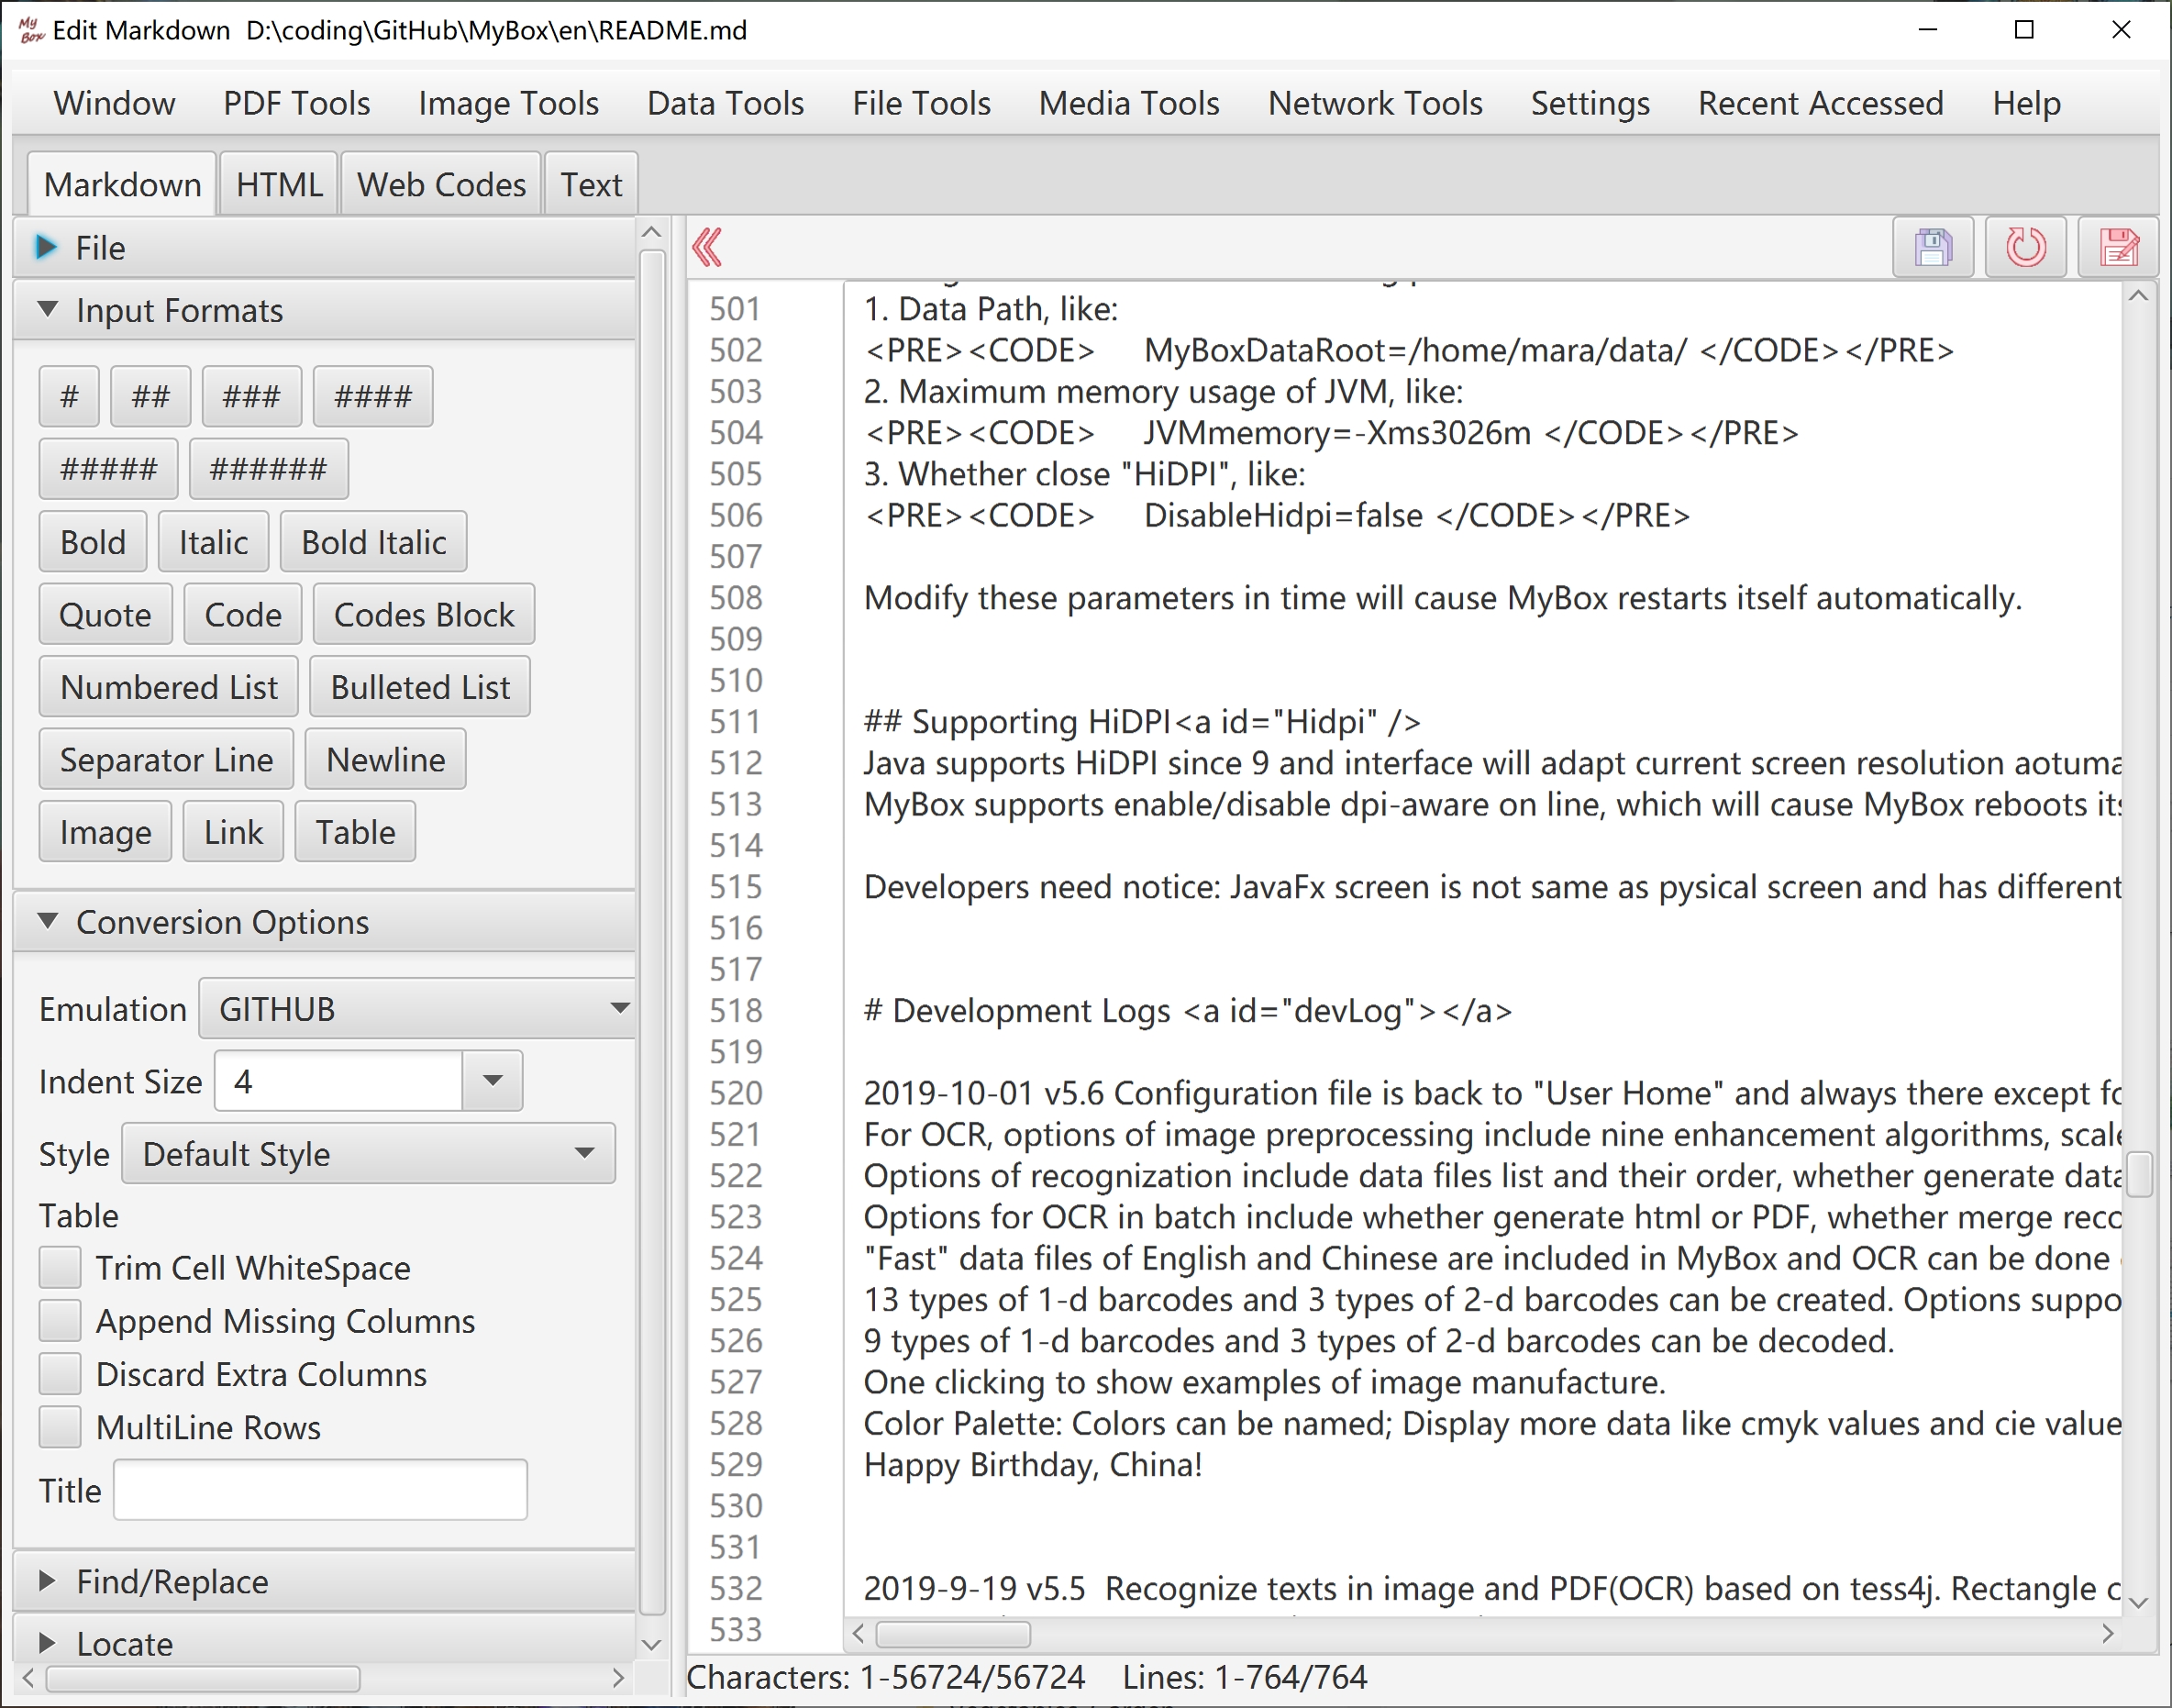 My Box Edit Markdown D:\coding\GitHub\MyBox\en\README.md
Window PDF Tools Image Tools Data Tools File Tools Media Tools Network Tools Settings Recent Accessed Help
Markdown HTML Web Codes Text
File
Input Formats
# ## ### ####
##### ######
Bold Italic Bold Italic
Quote Code Codes Block
Numbered List Bulleted List
Separator Line Newline
Image Link Table
Conversion Options
Emulation GITHUB
Indent Size 4
Style Default Style
Table
Trim Cell WhiteSpace
Append Missing Columns
Discard Extra Columns
MultiLine Rows
Title
Find/Replace
Locate
501 1. Data Path, like:
502 <PRE><CODE>     MyBoxDataRoot=/home/mara/data/ </CODE></PRE>
503 2. Maximum memory usage of JVM, like:
504 <PRE><CODE>     JVMmemory=-Xms3026m </CODE></PRE>
505 3. Whether close "HiDPI", like:
506 <PRE><CODE>     DisableHidpi=false </CODE></PRE>
507
508 Modify these parameters in time will cause MyBox restarts itself automatically.
509
510
511 ## Supporting HiDPI<a id="Hidpi" />
512 Java supports HiDPI since 9 and interface will adapt current screen resolution aotuma
513 MyBox supports enable/disable dpi-aware on line, which will cause MyBox reboots its
514
515 Developers need notice: JavaFx screen is not same as pysical screen and has different
516
517
518 # Development Logs <a id="devLog"></a>
519
520 2019-10-01 v5.6 Configuration file is back to "User Home" and always there except fo
521 For OCR, options of image preprocessing include nine enhancement algorithms, scale
522 Options of recognization include data files list and their order, whether generate data
523 Options for OCR in batch include whether generate html or PDF, whether merge reco
524 "Fast" data files of English and Chinese are included in MyBox and OCR can be done
525 13 types of 1-d barcodes and 3 types of 2-d barcodes can be created. Options suppo
526 9 types of 1-d barcodes and 3 types of 2-d barcodes can be decoded.
527 One clicking to show examples of image manufacture.
528 Color Palette: Colors can be named; Display more data like cmyk values and cie value
529 Happy Birthday, China!
530
531
532 2019-9-19 v5.5  Recognize texts in image and PDF(OCR) based on tess4j. Rectangle c
533
Characters: 1-56724/56724 Lines: 1-764/764